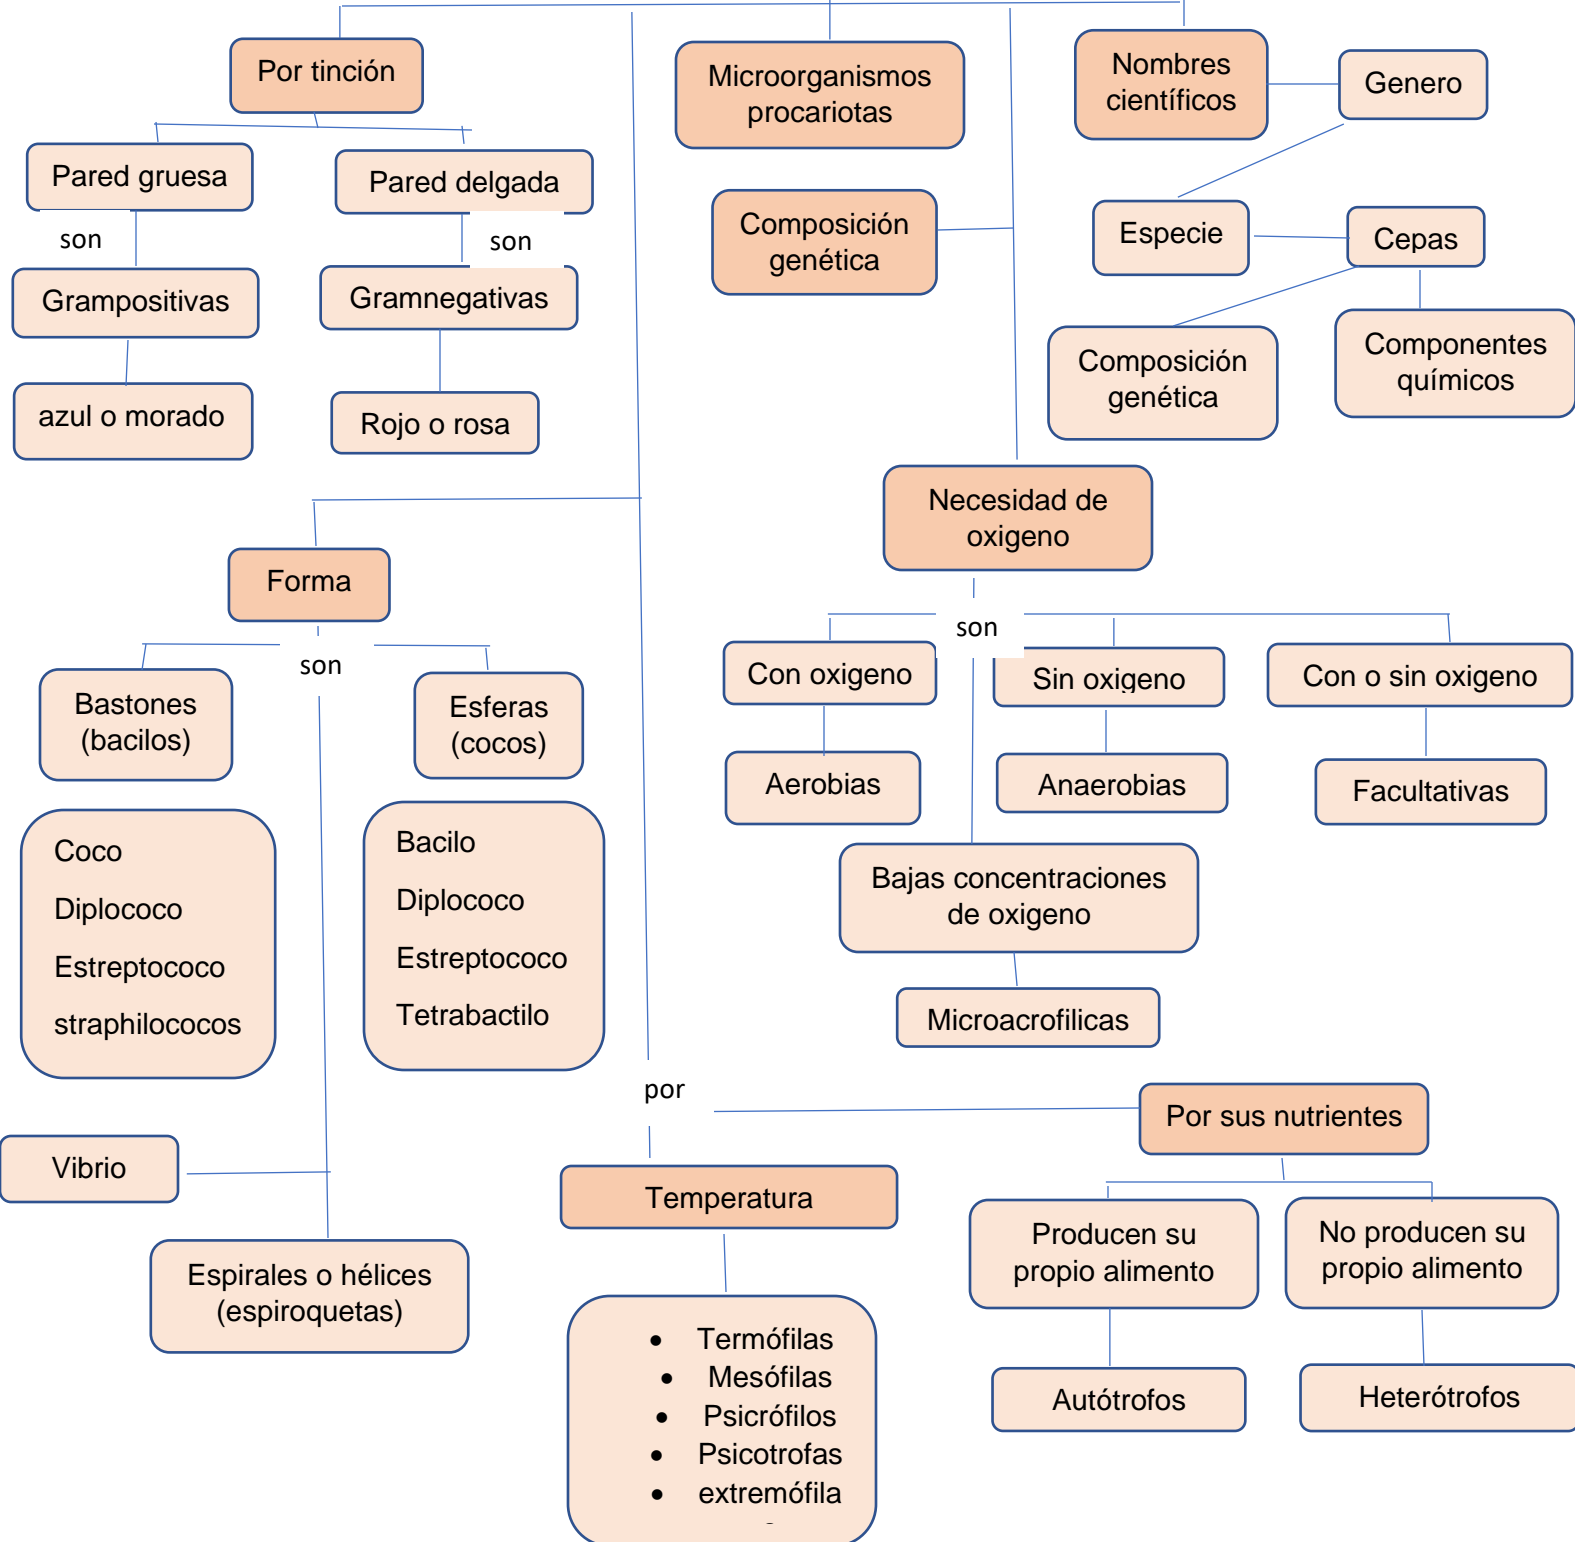 Por tinción
Microorganismos
procariotas
Nombres
científicos
Genero
Pared gruesa
Pared delgada
son
son
Composición
genética
Especie
Cepas
Grampositivas
Gramnegativas
Composición
genética
Componentes
químicos
azul o morado
Rojo o rosa
Necesidad de
oxigeno
Forma
son
son
Con oxigeno
Sin oxigeno
Con o sin oxigeno
Bastones
(bacilos)
Esferas
(cocos)
Aerobias
Anaerobias
Facultativas
Coco
Diplococo
Estreptococo
straphilococos
Bacilo
Diplococo
Estreptococo
Tetrabactilo
Bajas concentraciones
de oxigeno
Microacrofilicas
por
Por sus nutrientes
Vibrio
Temperatura
Producen su
propio alimento
No producen su
propio alimento
Espirales o hélices
(espiroquetas)
• Termófilas
• Mesófilas
• Psicrófilos
• Psicotrofas
• extremófila
Autótrofos
Heterótrofos